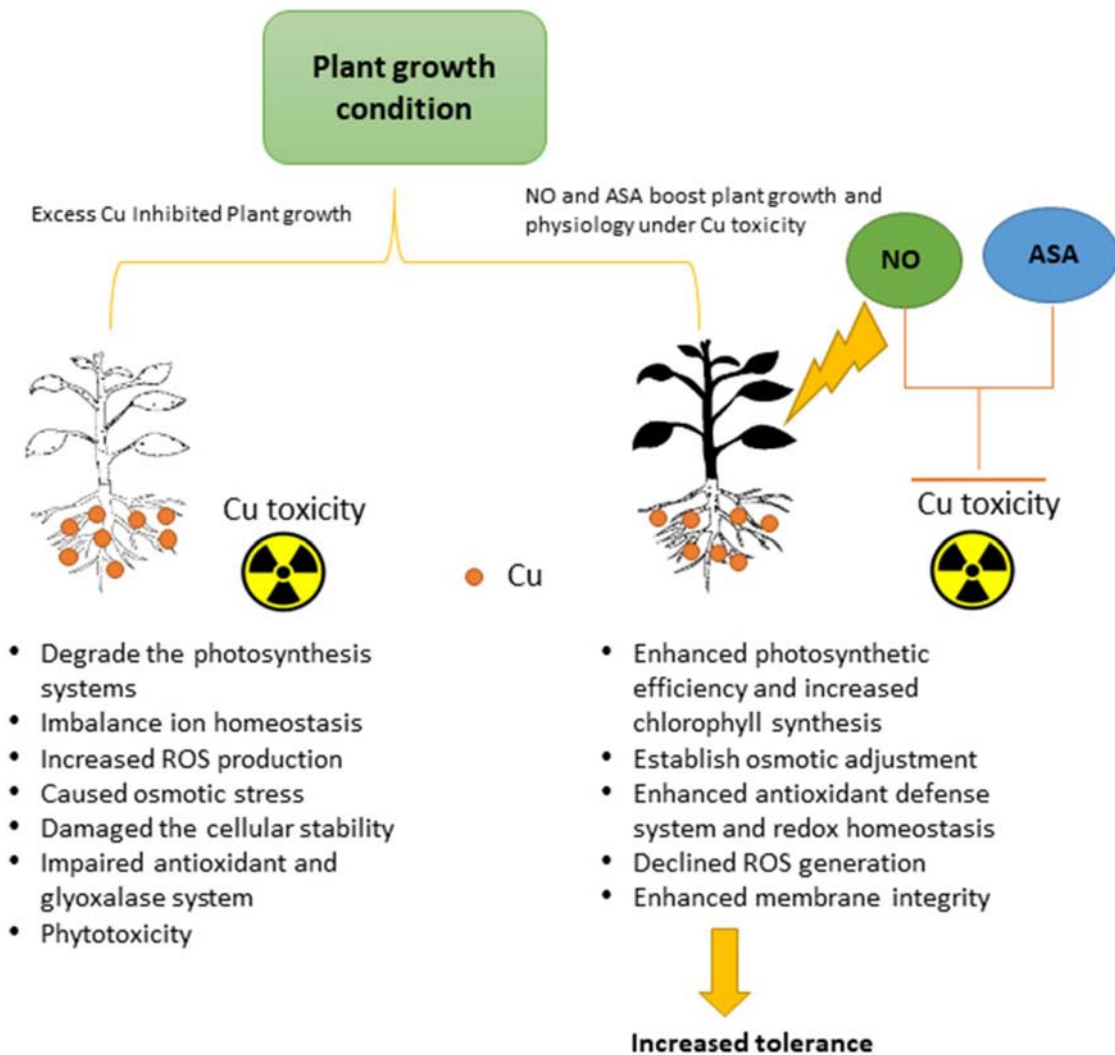 Plant growth
condition
Excess Cu Inhibited Plant growth
NO and ASA boost plant growth and
physiology under Cu toxicity
NO
ASA
Cu toxicity
Cu
Cu toxicity
• Degrade the photosynthesis
systems
• Imbalance ion homeostasis
• Increased ROS production
• Caused osmotic stress
• Damaged the cellular stability
• Impaired antioxidant and
glyoxalase system
• Phytotoxicity
• Enhanced photosynthetic
efficiency and increased
chlorophyll synthesis
• Establish osmotic adjustment
• Enhanced antioxidant defense
system and redox homeostasis
• Declined ROS generation
• Enhanced membrane integrity
Increased tolerance